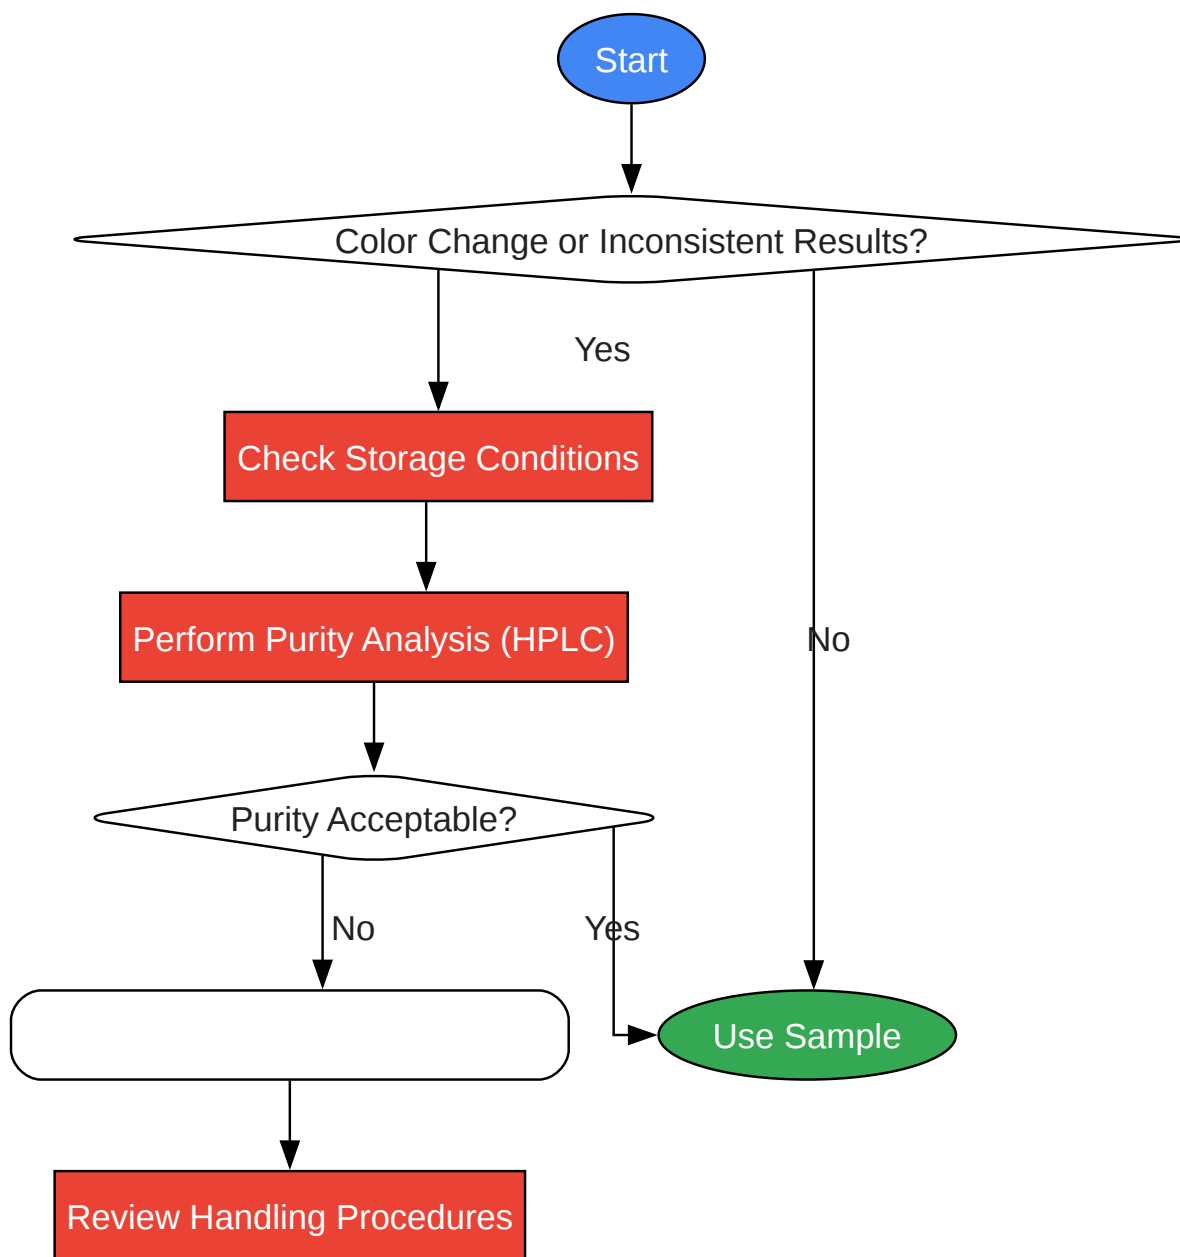 Start
Color Change or Inconsistent Results?
Yes
Check Storage Conditions
Perform Purity Analysis (HPLC)
No
Purity Acceptable?
No
Yes
Use Sample
Review Handling Procedures